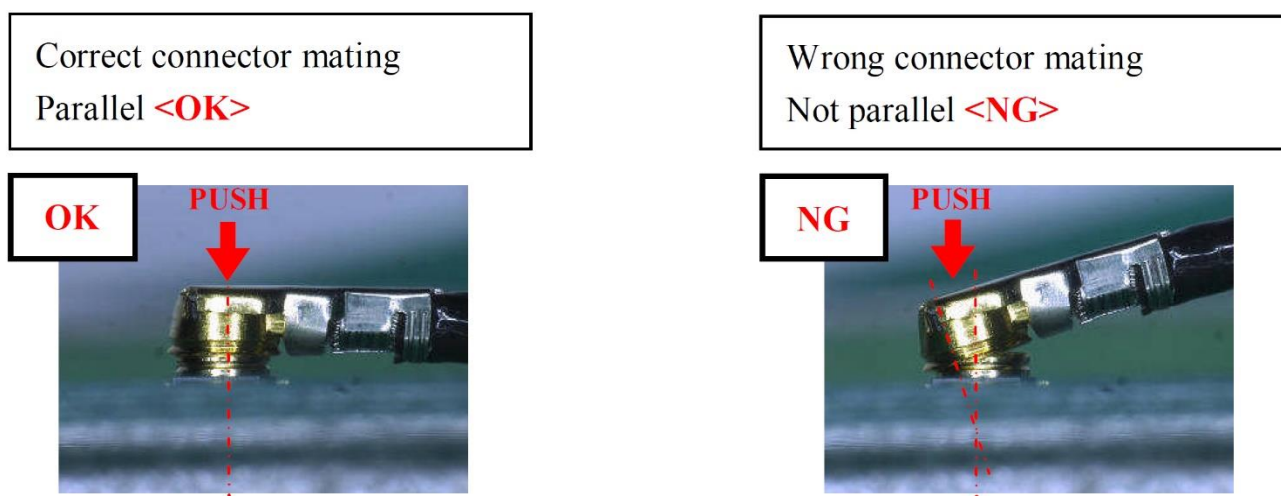 Correct connector mating
Parallel <OK>
Wrong connector mating
Not parallel <NG>
OK
PUSH
NG
PUSH